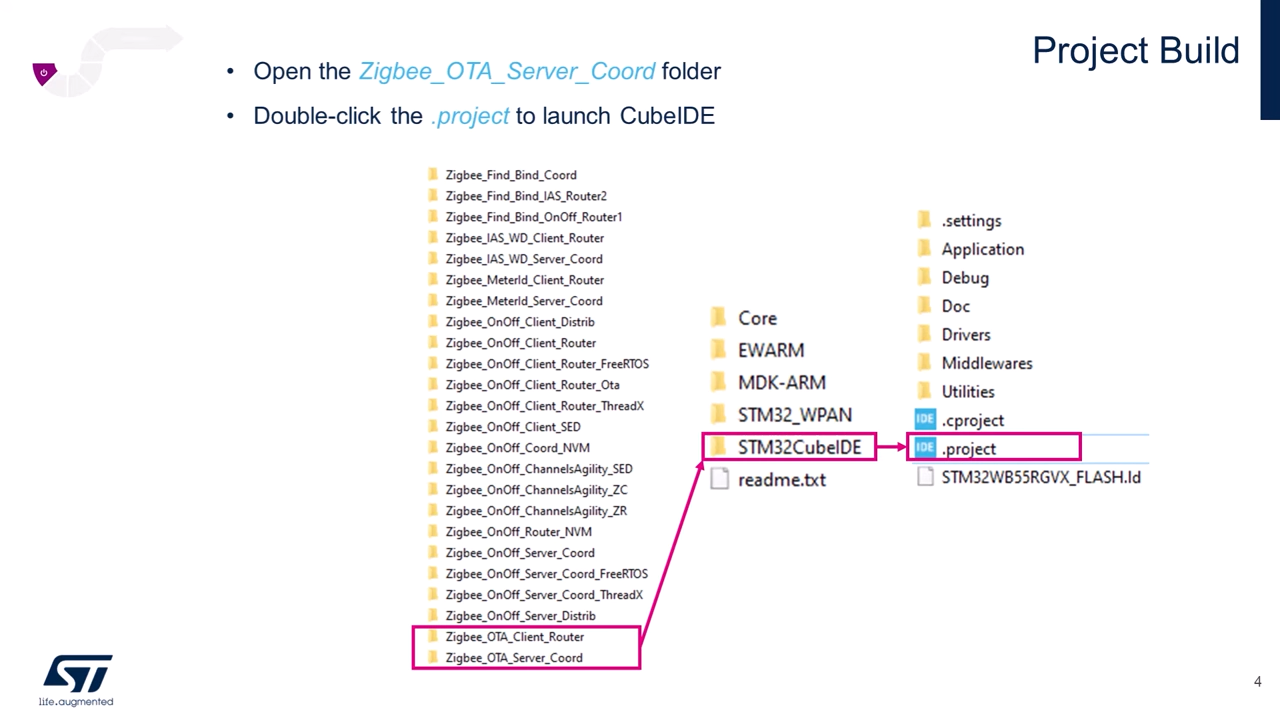 Project Build
• Open the Zigbee_OTA_Server_Coord folder
• Double-click the .project to launch CubeIDE
Zigbee_Find_Bind_Coord
Zigbee_Find_Bind_IAS_Router2
Zigbee_Find_Bind_OnOff_Router1
Zigbee_IAS_WD_Client_Router
Zigbee_IAS_WD_Server_Coord
Zigbee_MeterId_Client_Router
Zigbee_MeterId_Server_Coord
Zigbee_OnOff_Client_Distrib
Zigbee_OnOff_Client_Router
Zigbee_OnOff_Client_Router_FreeRTOS
Zigbee_OnOff_Client_Router_Ota
Zigbee_OnOff_Client_Router_ThreadX
Zigbee_OnOff_Client_SED
Zigbee_OnOff_Coord_NVM
Zigbee_OnOff_ChannelsAgility_SED
Zigbee_OnOff_ChannelsAgility_ZC
Zigbee_OnOff_ChannelsAgility_ZR
Zigbee_OnOff_Router_NVM
Zigbee_OnOff_Server_Coord
Zigbee_OnOff_Server_Coord_FreeRTOS
Zigbee_OnOff_Server_Coord_ThreadX
Zigbee_OnOff_Server_Distrib
Zigbee_OTA_Client_Router
Zigbee_OTA_Server_Coord
Core
EWARM
MDK-ARM
STM32_WPAN
STM32CubeIDE
readme.txt
.settings
Application
Debug
Doc
Drivers
Middlewares
Utilities
IDE .cproject
IDE .project
STM32WB55RGVX_FLASH.ld
ST
life.augmented
4